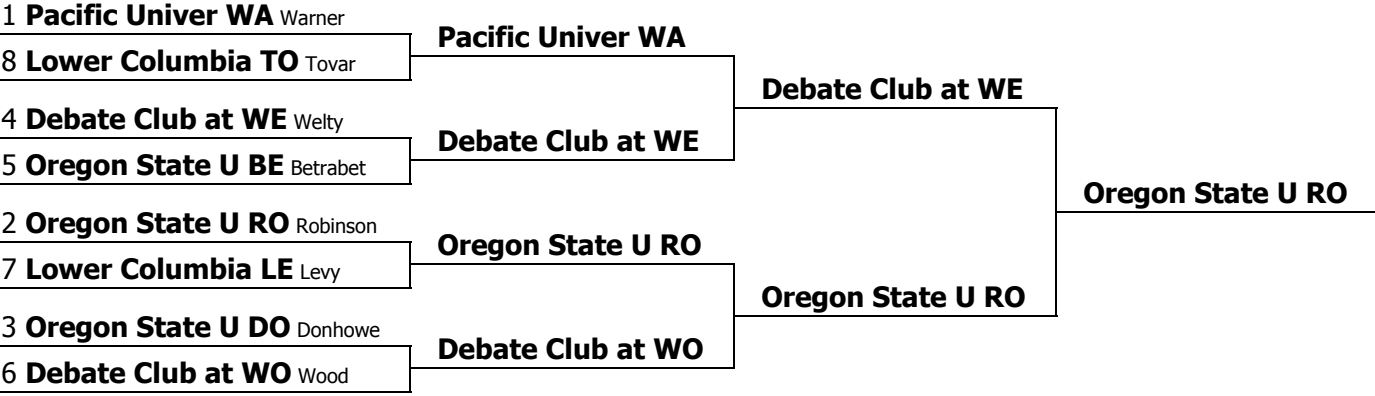 1 Pacific Univer WA Warner
8 Lower Columbia TO Tovar
4 Debate Club at WE Welty
5 Oregon State U BE Betrabet
2 Oregon State U RO Robinson
7 Lower Columbia LE Levy
3 Oregon State U DO Donhowe
6 Debate Club at WO Wood
Pacific Univer WA
Debate Club at WE
Oregon State U RO
Debate Club at WO
Debate Club at WE
Oregon State U RO
Oregon State U RO